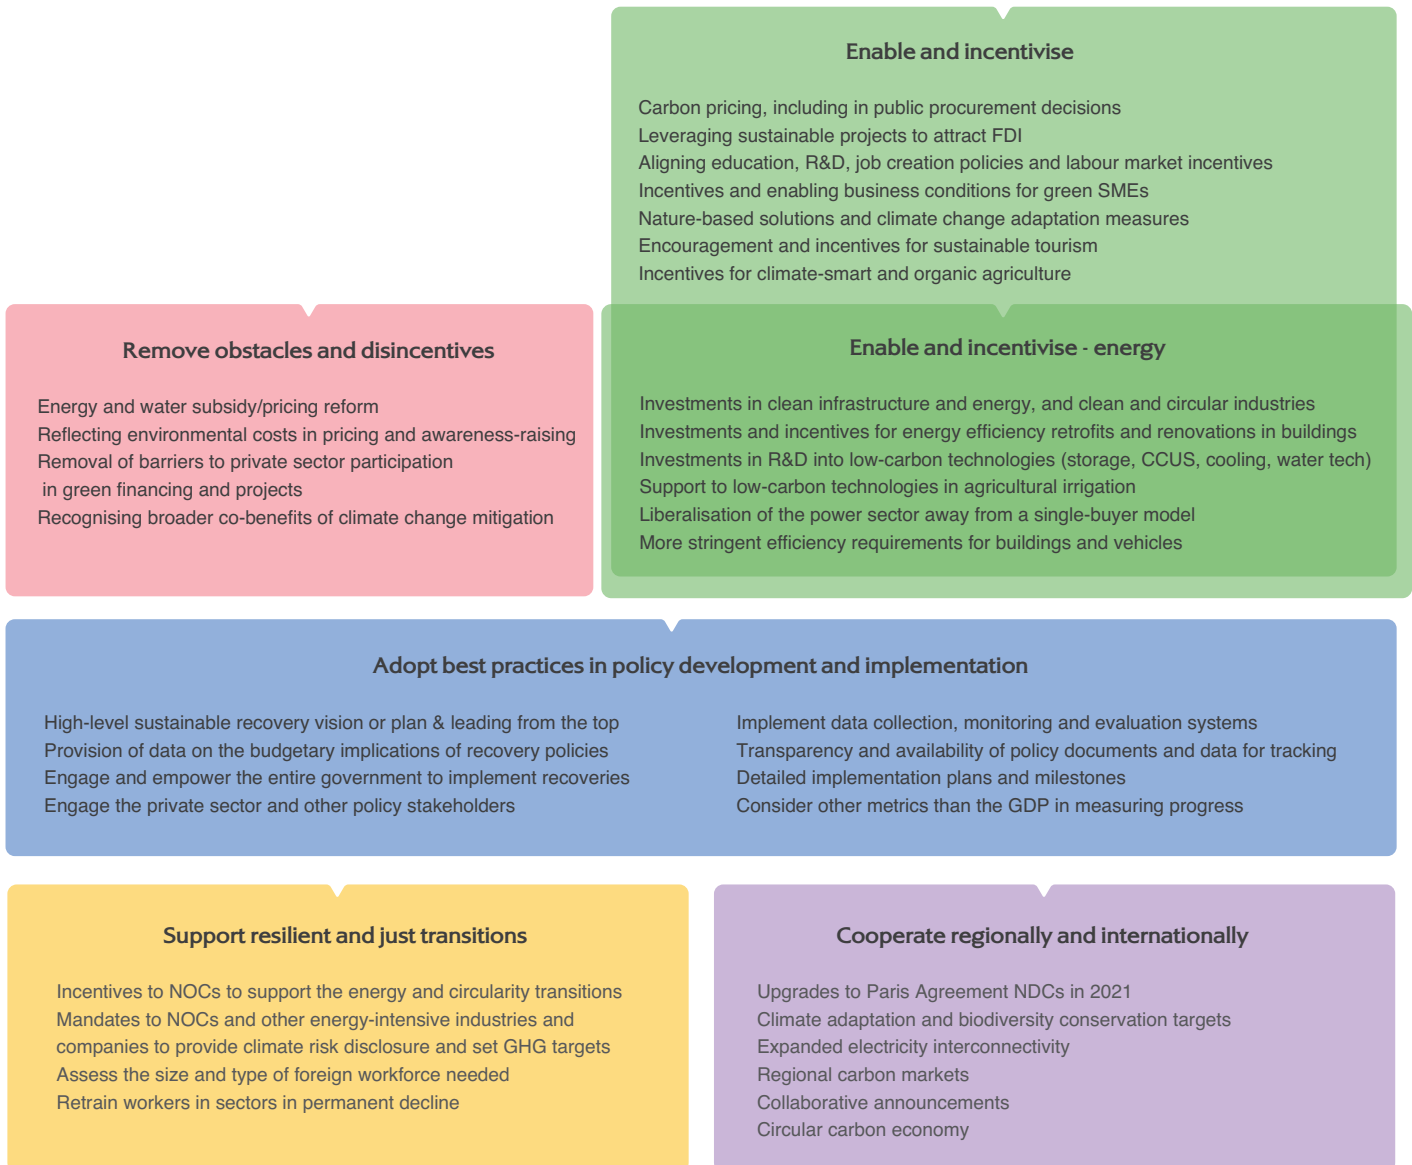 Enable and incentivise
Carbon pricing, including in public procurement decisions
Leveraging sustainable projects to attract FDI
Aligning education, R&D, job creation policies and labour market incentives
Incentives and enabling business conditions for green SMEs
Nature-based solutions and climate change adaptation measures
Encouragement and incentives for sustainable tourism
Incentives for climate-smart and organic agriculture
Remove obstacles and disincentives
Energy and water subsidy/pricing reform
Reflecting environmental costs in pricing and awareness-raising
Removal of barriers to private sector participation
in green financing and projects
Recognising broader co-benefits of climate change mitigation
Enable and incentivise - energy
Investments in clean infrastructure and energy, and clean and circular industries
Investments and incentives for energy efficiency retrofits and renovations in buildings
Investments in R&D into low-carbon technologies (storage, CCUS, cooling, water tech)
Support to low-carbon technologies in agricultural irrigation
Liberalisation of the power sector away from a single-buyer model
More stringent efficiency requirements for buildings and vehicles
Adopt best practices in policy development and implementation
High-level sustainable recovery vision or plan & leading from the top
Provision of data on the budgetary implications of recovery policies
Engage and empower the entire government to implement recoveries
Engage the private sector and other policy stakeholders
Implement data collection, monitoring and evaluation systems
Transparency and availability of policy documents and data for tracking
Detailed implementation plans and milestones
Consider other metrics than the GDP in measuring progress
Support resilient and just transitions
Incentives to NOCs to support the energy and circularity transitions
Mandates to NOCs and other energy-intensive industries and
companies to provide climate risk disclosure and set GHG targets
Assess the size and type of foreign workforce needed
Retrain workers in sectors in permanent decline
Cooperate regionally and internationally
Upgrades to Paris Agreement NDCs in 2021
Climate adaptation and biodiversity conservation targets
Expanded electricity interconnectivity
Regional carbon markets
Collaborative announcements
Circular carbon economy